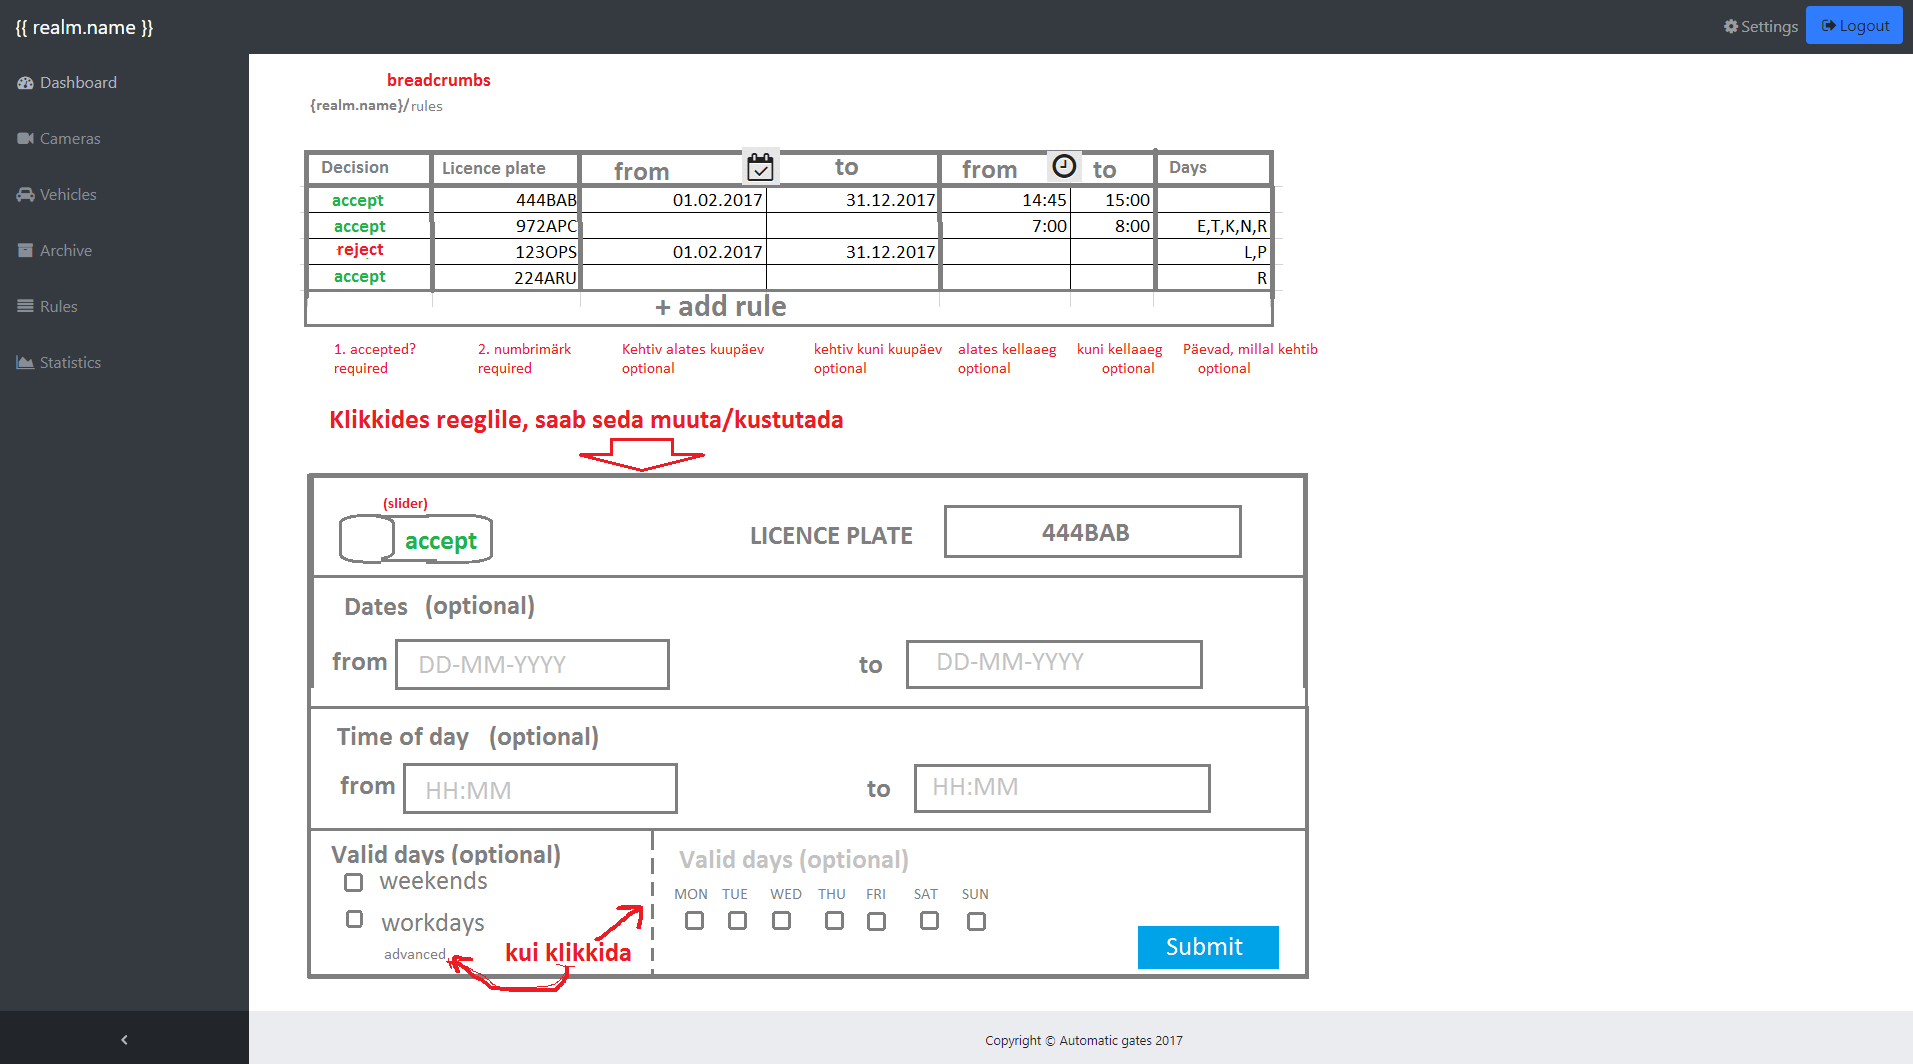 {{ realm.name }}
Settings
Logout
Dashboard
Cameras
Vehicles
Archive
Rules
Statistics
breadcrumbs
{realm.name}/rules
Decision Licence plate from to from to Days
accept 444BAB 01.02.2017 31.12.2017 14:45 15:00
accept 972APC 7:00 8:00 E,T,K,N,R
reject 123OPS 01.02.2017 31.12.2017 L,P
accept 224ARU R
+ add rule
1. accepted? 2. numbrimärk Kehtiv alates kuupäev kehtiv kuni kuupäev alates kellaaeg kuni kellaaeg Päevad, millal kehtib
required required optional optional optional optional optional
Klikkides reeglile, saab seda muuta/kustutada
(slider)
accept LICENCE PLATE 444BAB
Dates (optional)
from DD-MM-YYYY to DD-MM-YYYY
Time of day (optional)
from HH:MM to HH:MM
Valid days (optional)
weekends
workdays
advanced
kui klikkida
Valid days (optional)
MON TUE WED THU FRI SAT SUN
Submit
Copyright © Automatic gates 2017